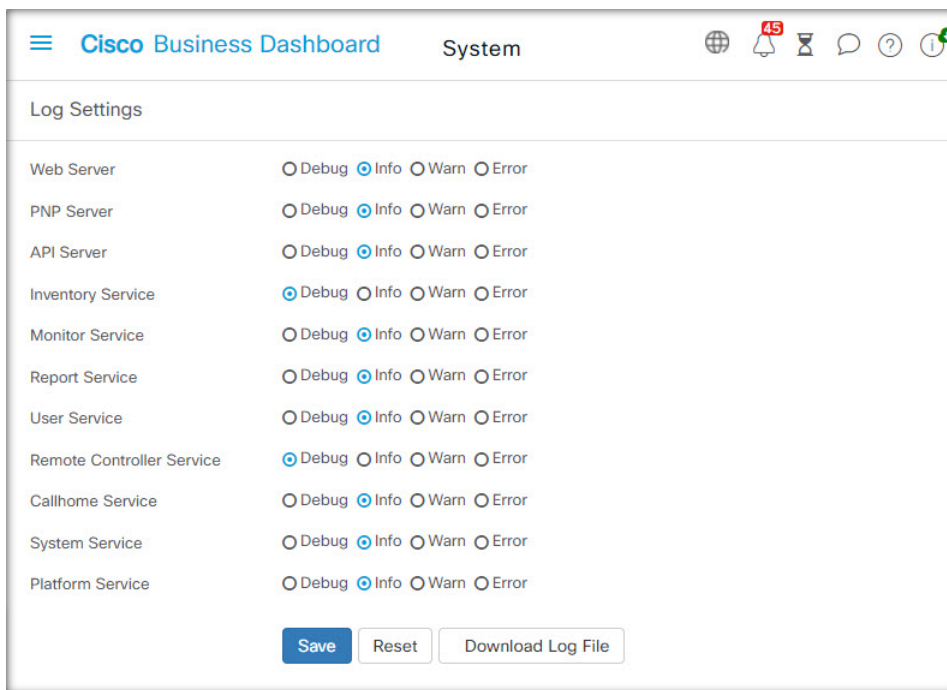 Cisco Business Dashboard System 45
Log Settings
Web Server Debug Info Warn Error
PNP Server Debug Info Warn Error
API Server Debug Info Warn Error
Inventory Service Debug Info Warn Error
Monitor Service Debug Info Warn Error
Report Service Debug Info Warn Error
User Service Debug Info Warn Error
Remote Controller Service Debug Info Warn Error
Callhome Service Debug Info Warn Error
System Service Debug Info Warn Error
Platform Service Debug Info Warn Error
Save Reset Download Log File